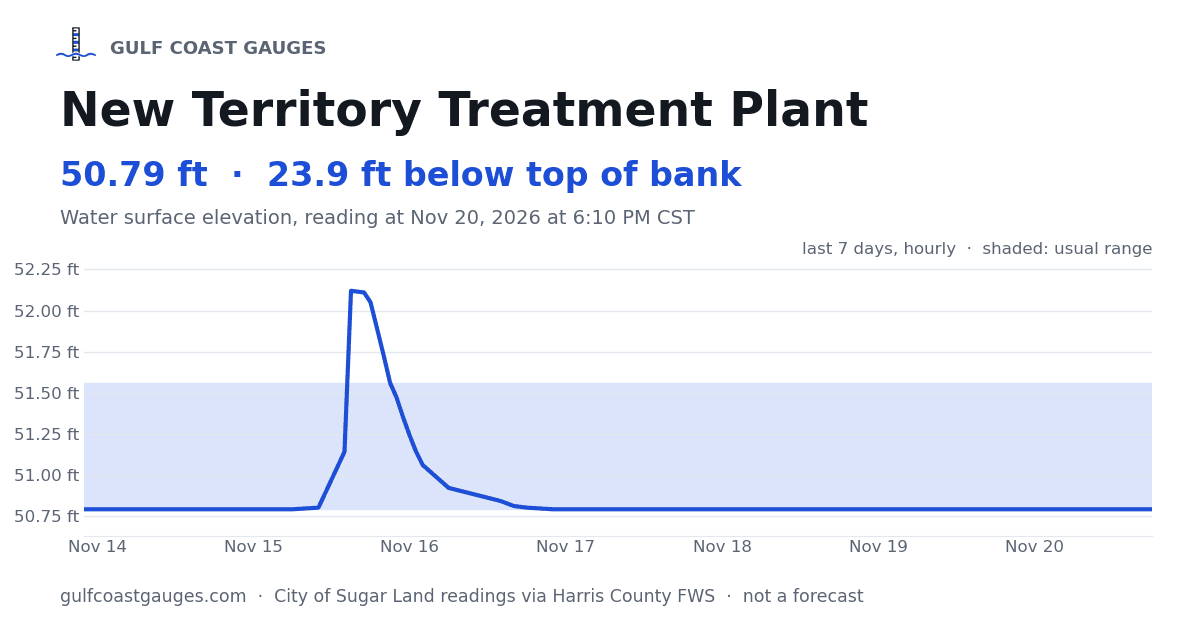 GULF COAST GAUGES
New Territory Treatment Plant
50.79 ft · 23.9 ft below top of bank
Water surface elevation, reading at Nov 20, 2026 at 6:10 PM CST
last 7 days, hourly · shaded: usual range
52.25 ft
52.00 ft
51.75 ft
51.50 ft
51.25 ft
51.00 ft
50.75 ft
Nov 14 Nov 15 Nov 16 Nov 17 Nov 18 Nov 19 Nov 20
gulfcoastgauges.com · City of Sugar Land readings via Harris County FWS · not a forecast